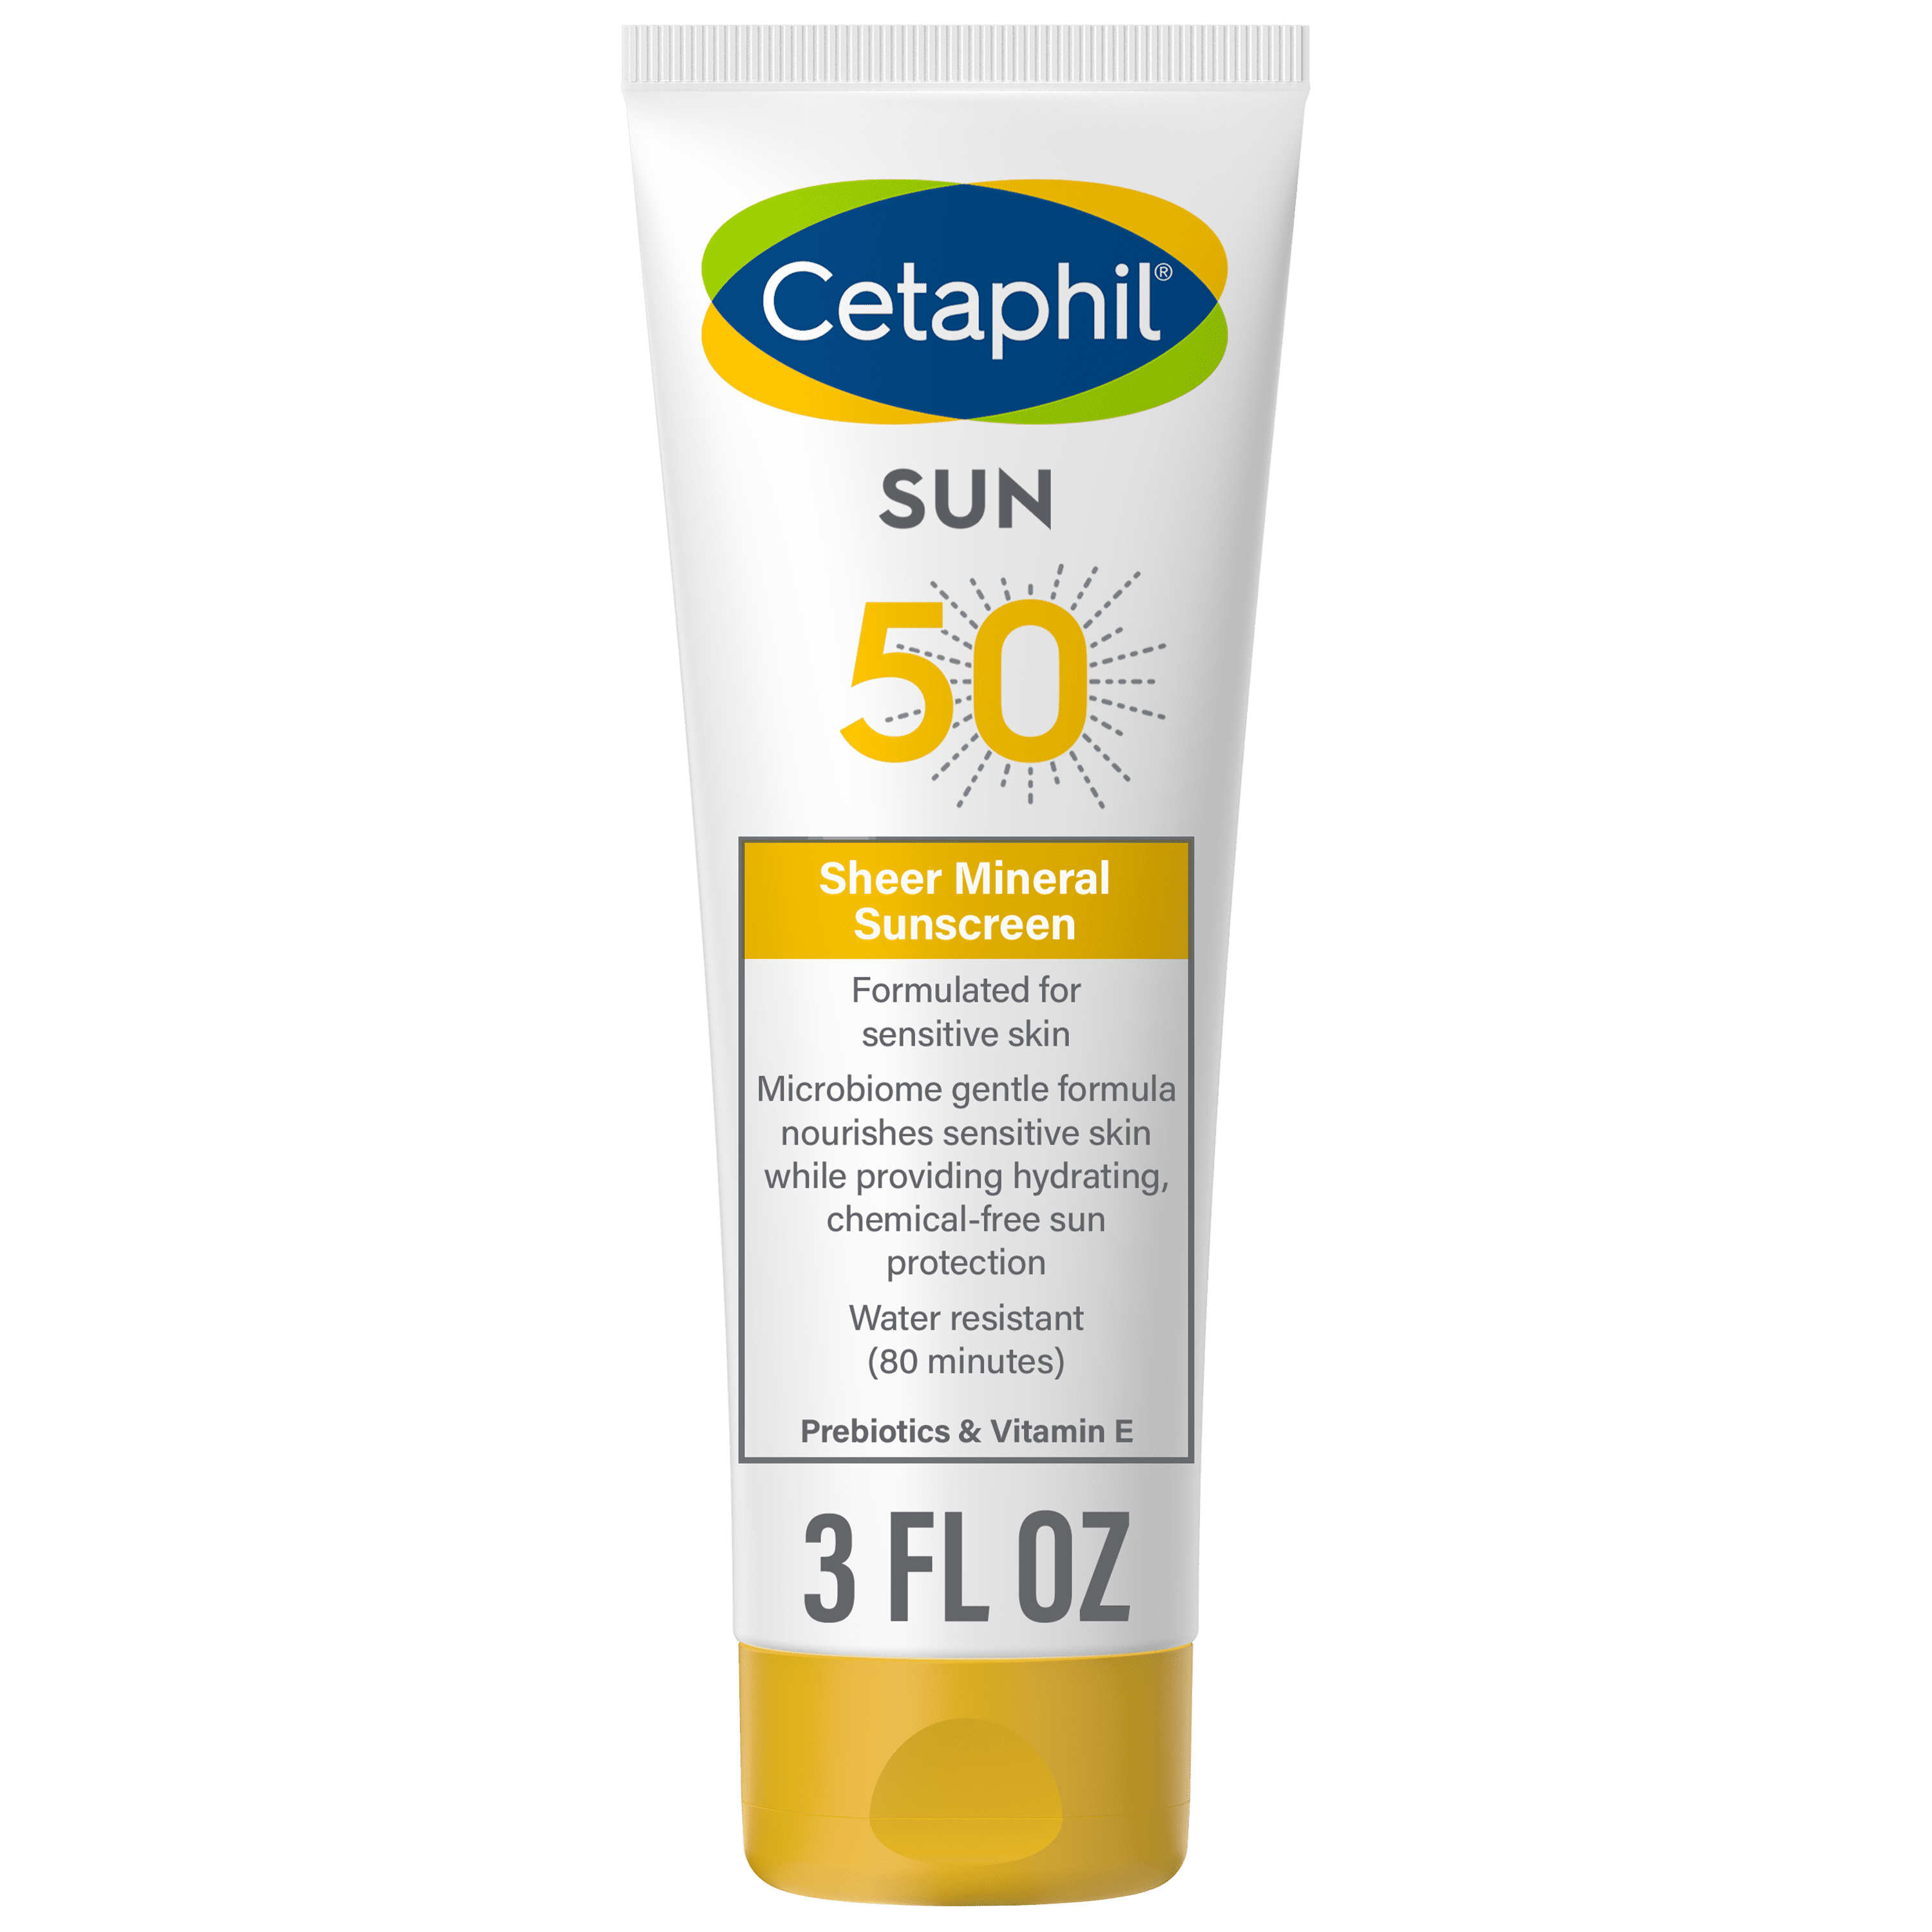 Cetaphil®
SUN
50
Sheer Mineral
Sunscreen
Formulated for
sensitive skin
Microbiome gentle formula
nourishes sensitive skin
while providing hydrating,
chemical-free sun
protection
Water resistant
(80 minutes)
Prebiotics & Vitamin E
3 FL OZ